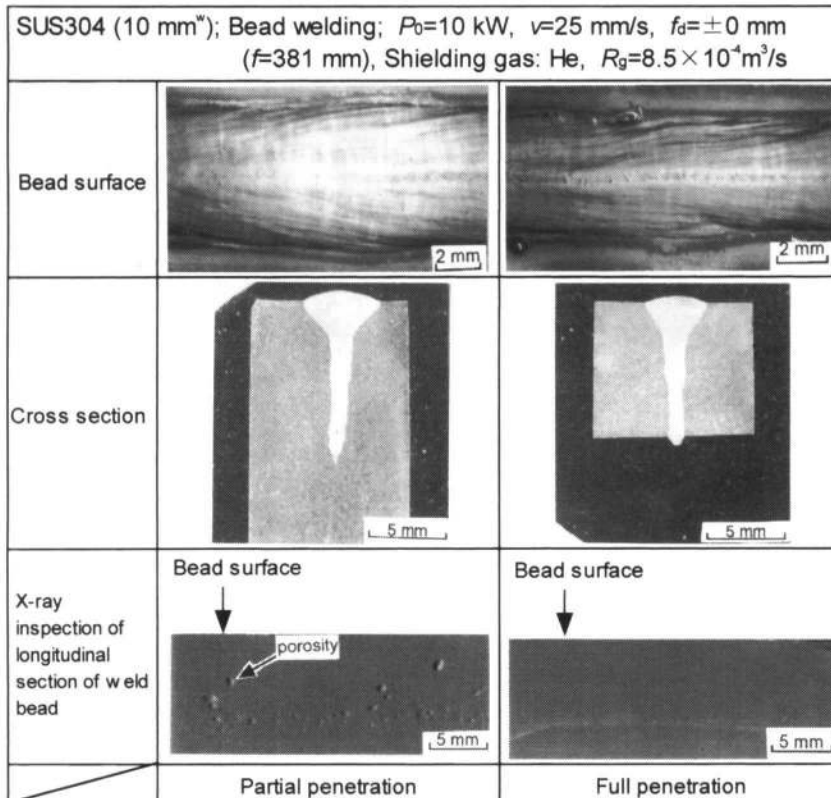 SUS304 (10 mmʷ); Bead welding; P₀=10 kW, v=25 mm/s, f_d=±0 mm
(f=381 mm), Shielding gas: He, R_g=8.5×10⁻⁴m³/s
Bead surface
2 mm
2 mm
Cross section
5 mm
5 mm
X-ray
inspection of
longitudinal
section of weld
bead
Bead surface
porosity
5 mm
Bead surface
5 mm
Partial penetration
Full penetration